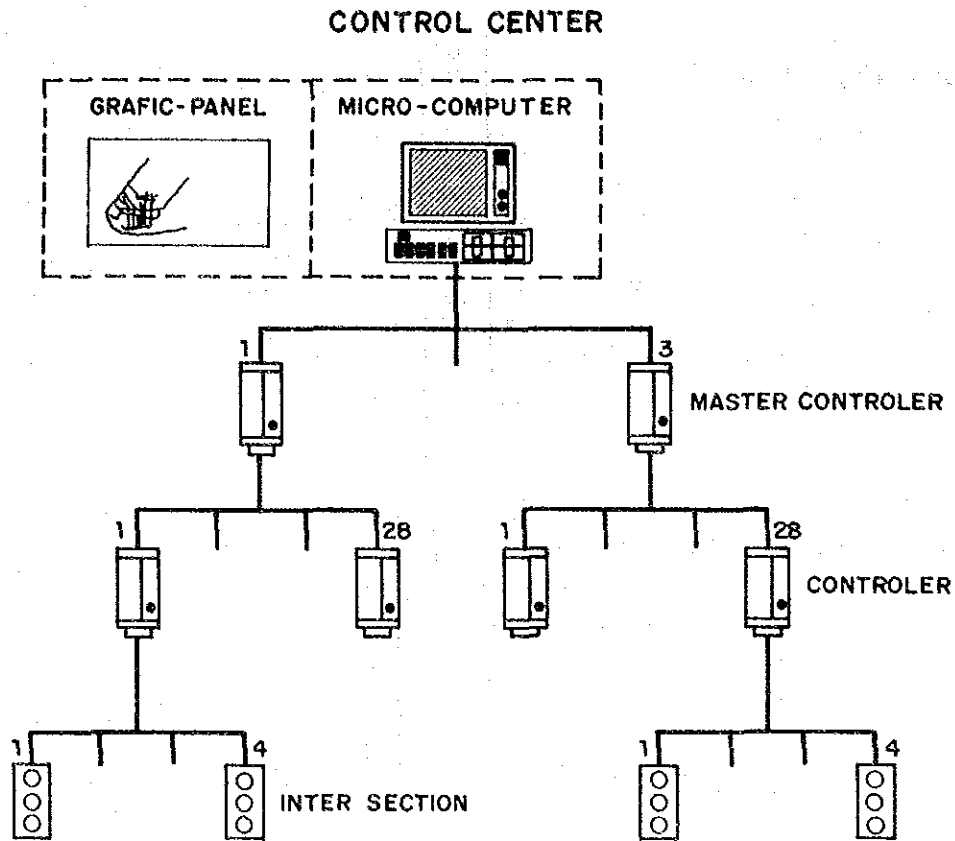 CONTROL CENTER
GRAFIC-PANEL
MICRO-COMPUTER
1
3
MASTER CONTROLER
1
28
1
28
CONTROLER
1
4
INTER SECTION
1
4